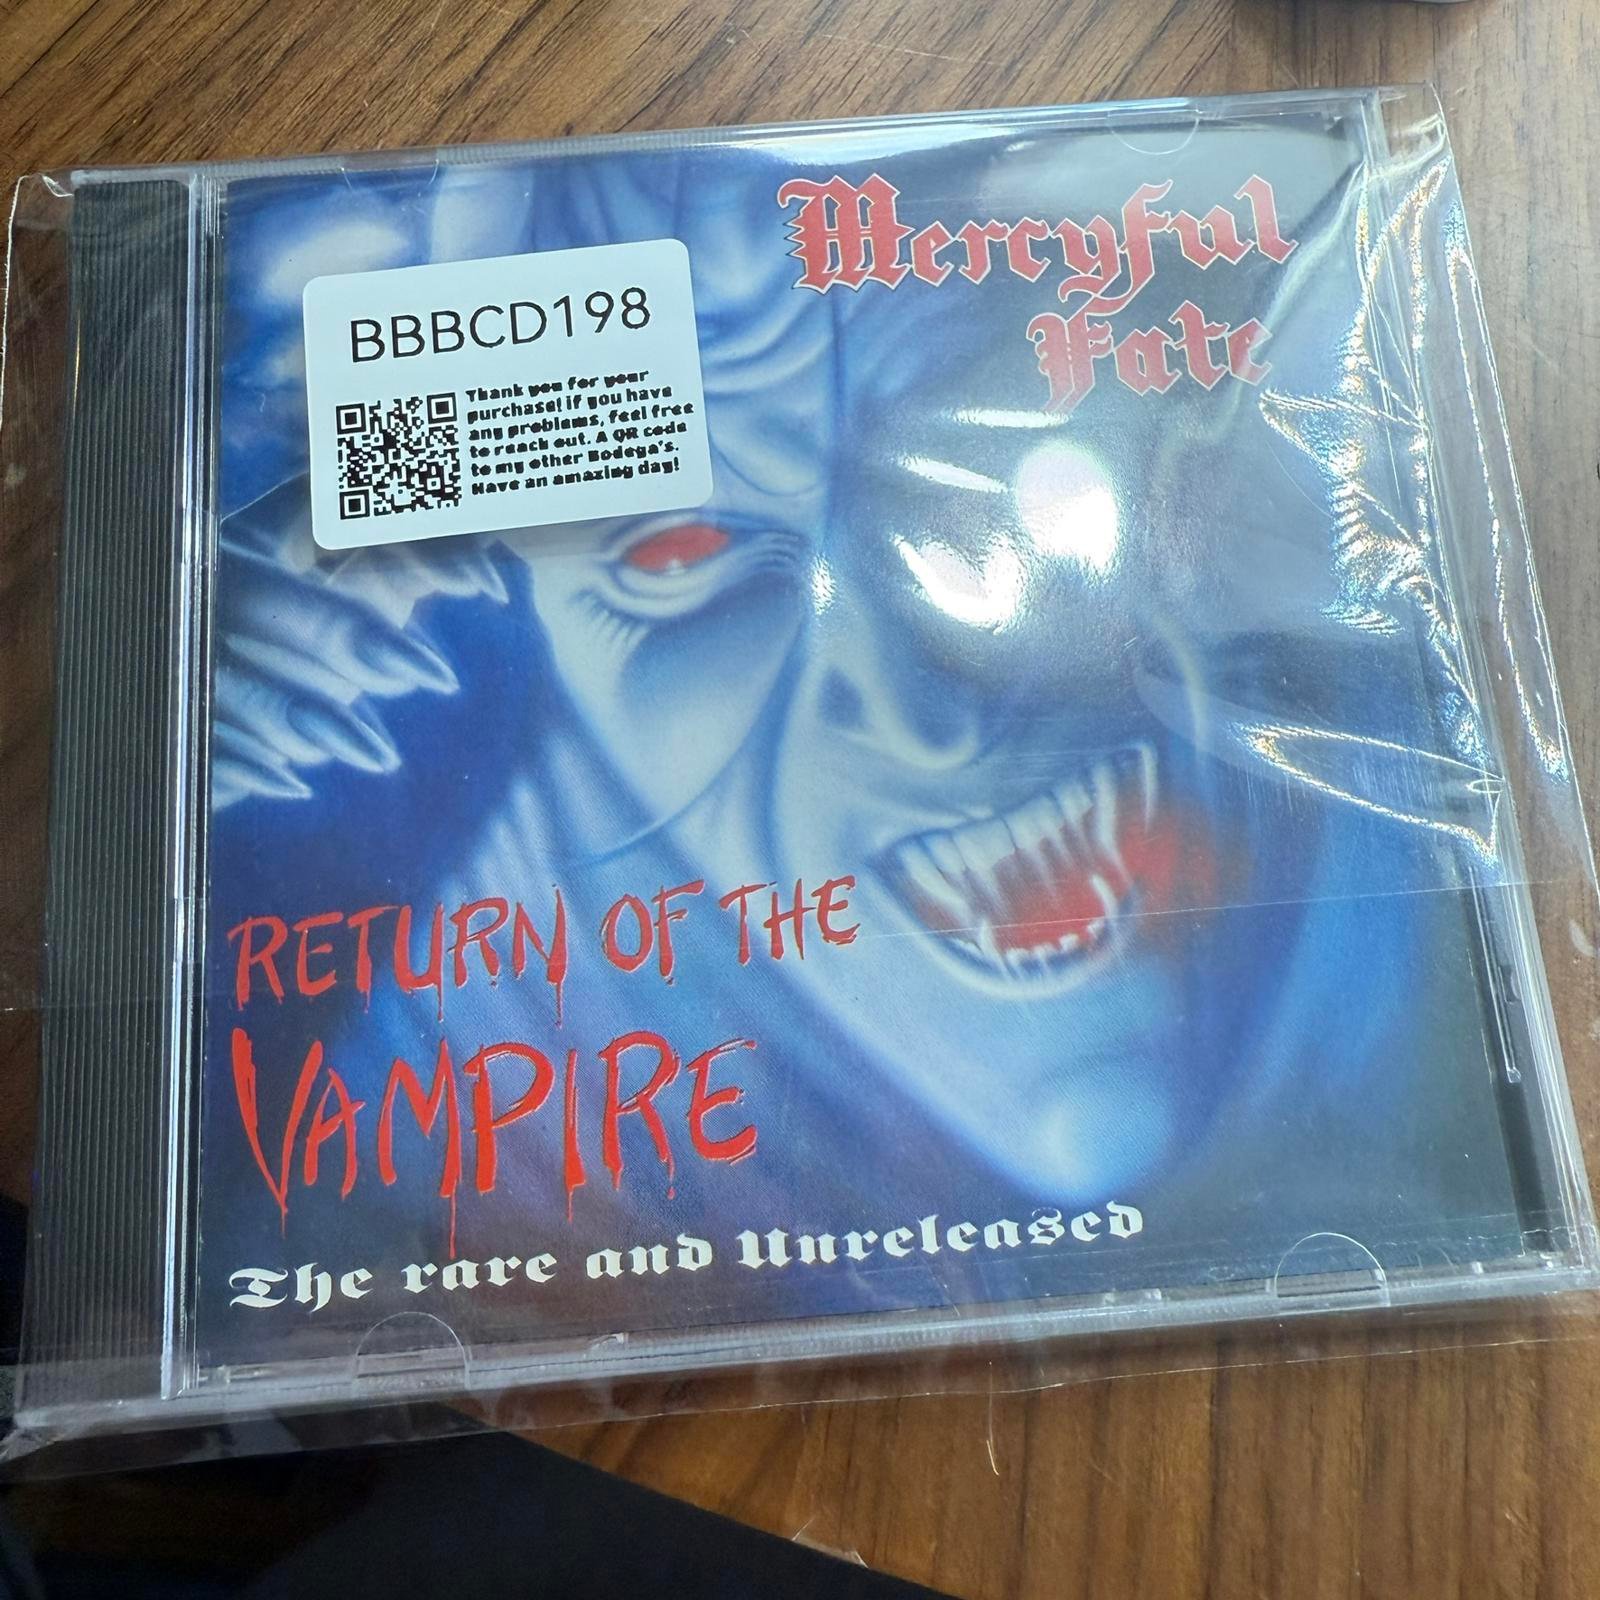 Mercyful
Fate
BBBCD198
Thank you for your
purchase! if you have
any problems, feel free
to reach out. A QR code
to my other Bodega's.
Have an amazing day!
RETURN OF THE
VAMPIRE
The rare and Unreleased